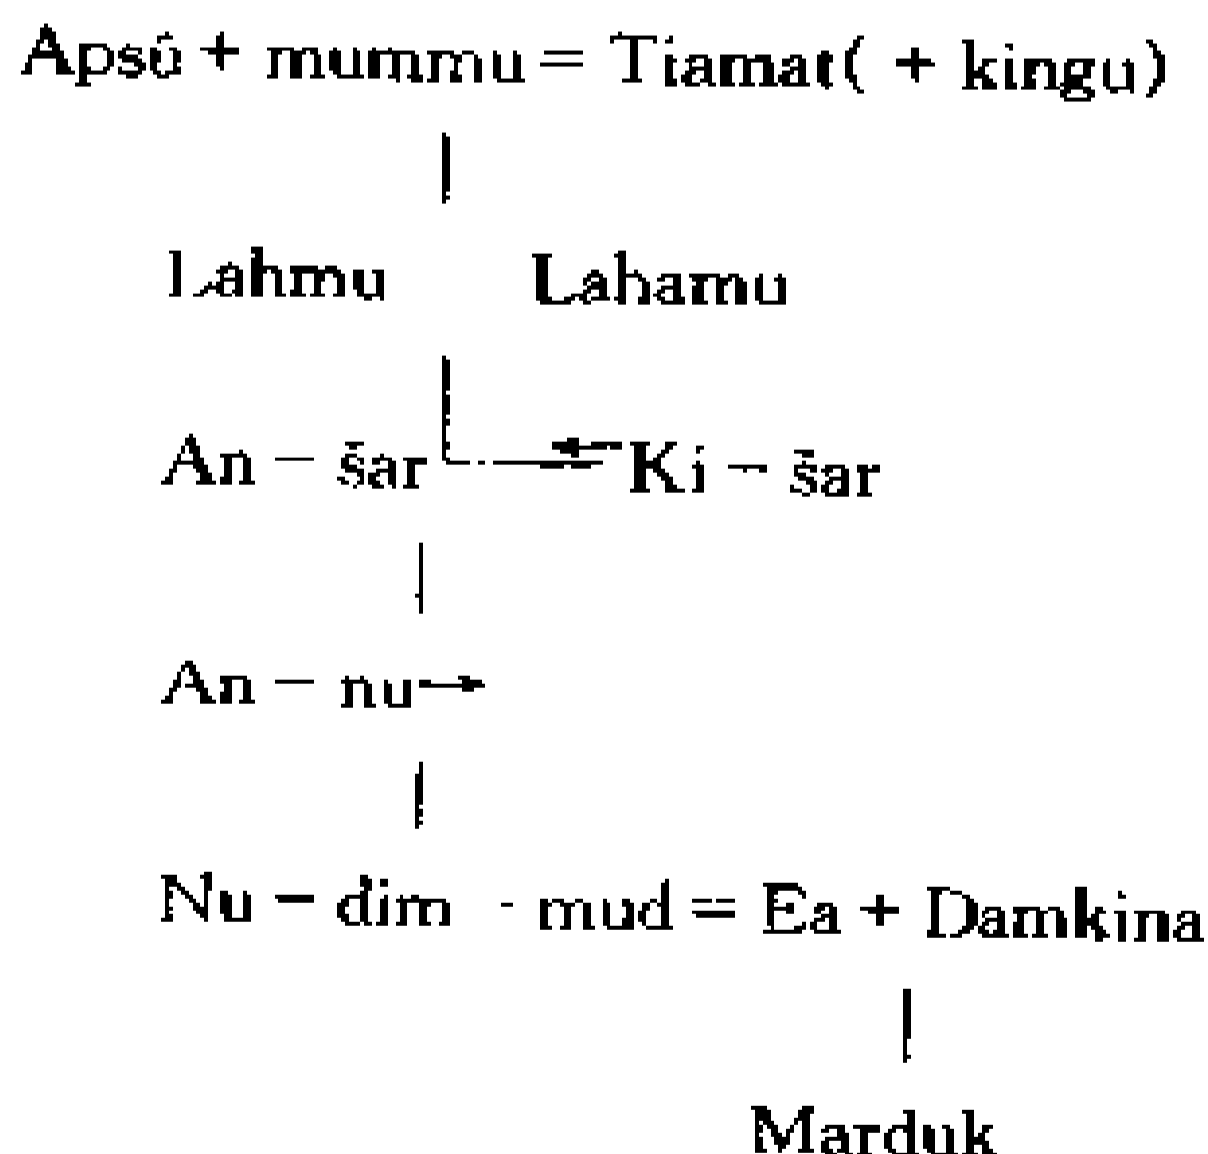 Apsû + mummu = Tiamat( + kingu)
Lahmu Lahamu
An – šar Ki – šar
An – nu→
Nu – dim - mud = Ea + Damkina
Marduk